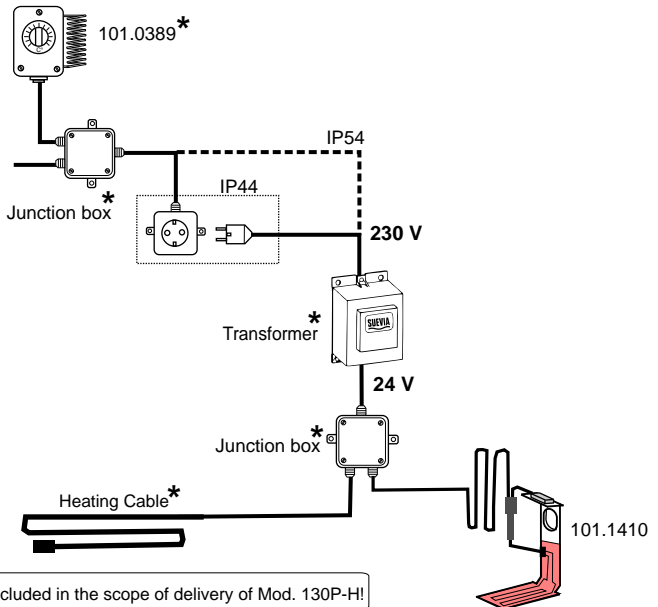 101.0389*
IP54
IP44
Junction box*
230 V
SUEVIA
Transformer*
24 V
Junction box*
Heating Cable*
101.1410
cluded in the scope of delivery of Mod. 130P-H!